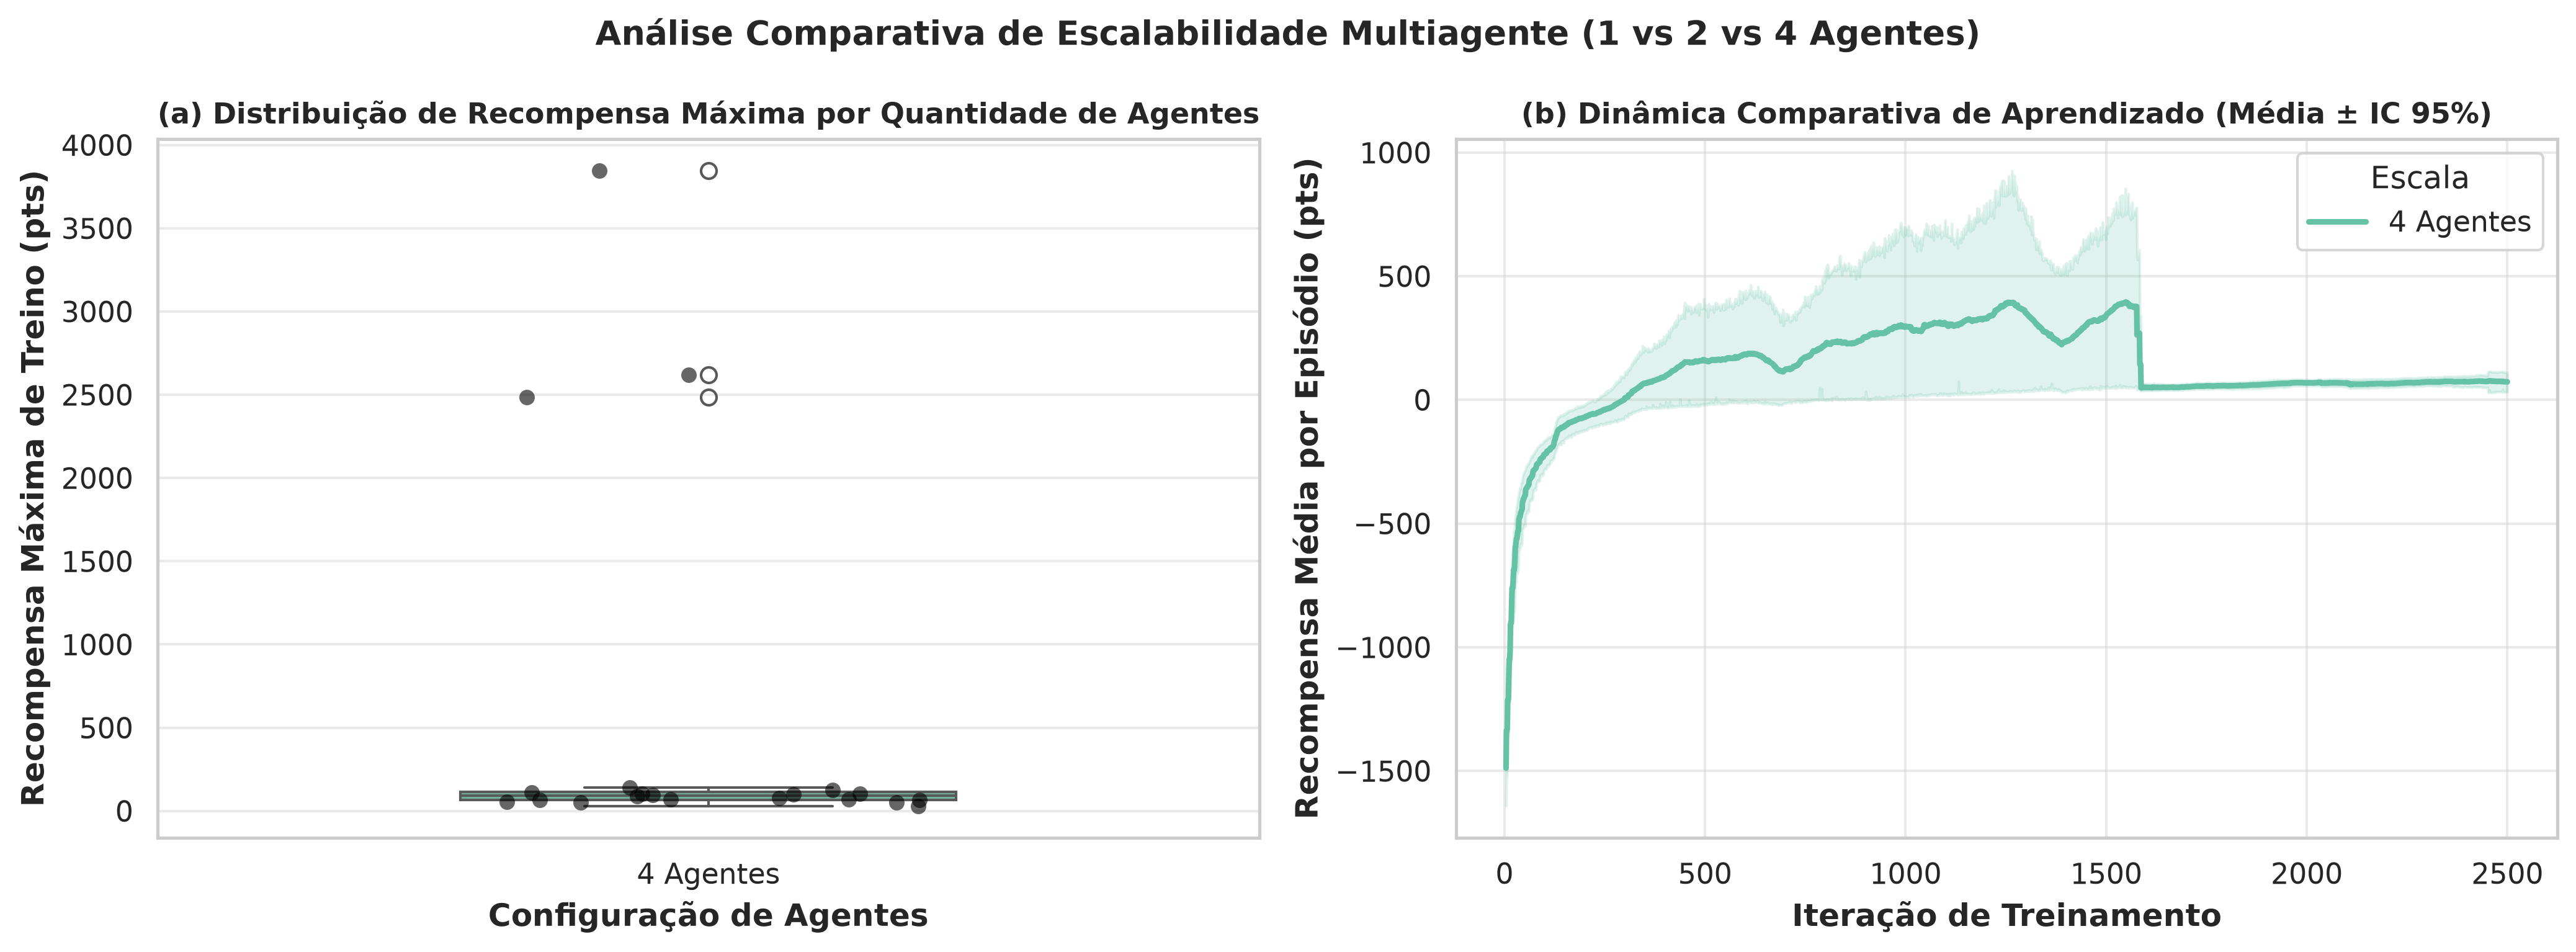 Análise Comparativa de Escalabilidade Multiagente (1 vs 2 vs 4 Agentes)
(a) Distribuição de Recompensa Máxima por Quantidade de Agentes
Recompensa Máxima de Treino (pts)
4000
3500
3000
2500
2000
1500
1000
500
0
4 Agentes
Configuração de Agentes
(b) Dinâmica Comparativa de Aprendizado (Média ± IC 95%)
Recompensa Média por Episódio (pts)
1000
500
0
−500
−1000
−1500
Escala
4 Agentes
0 500 1000 1500 2000 2500
Iteração de Treinamento